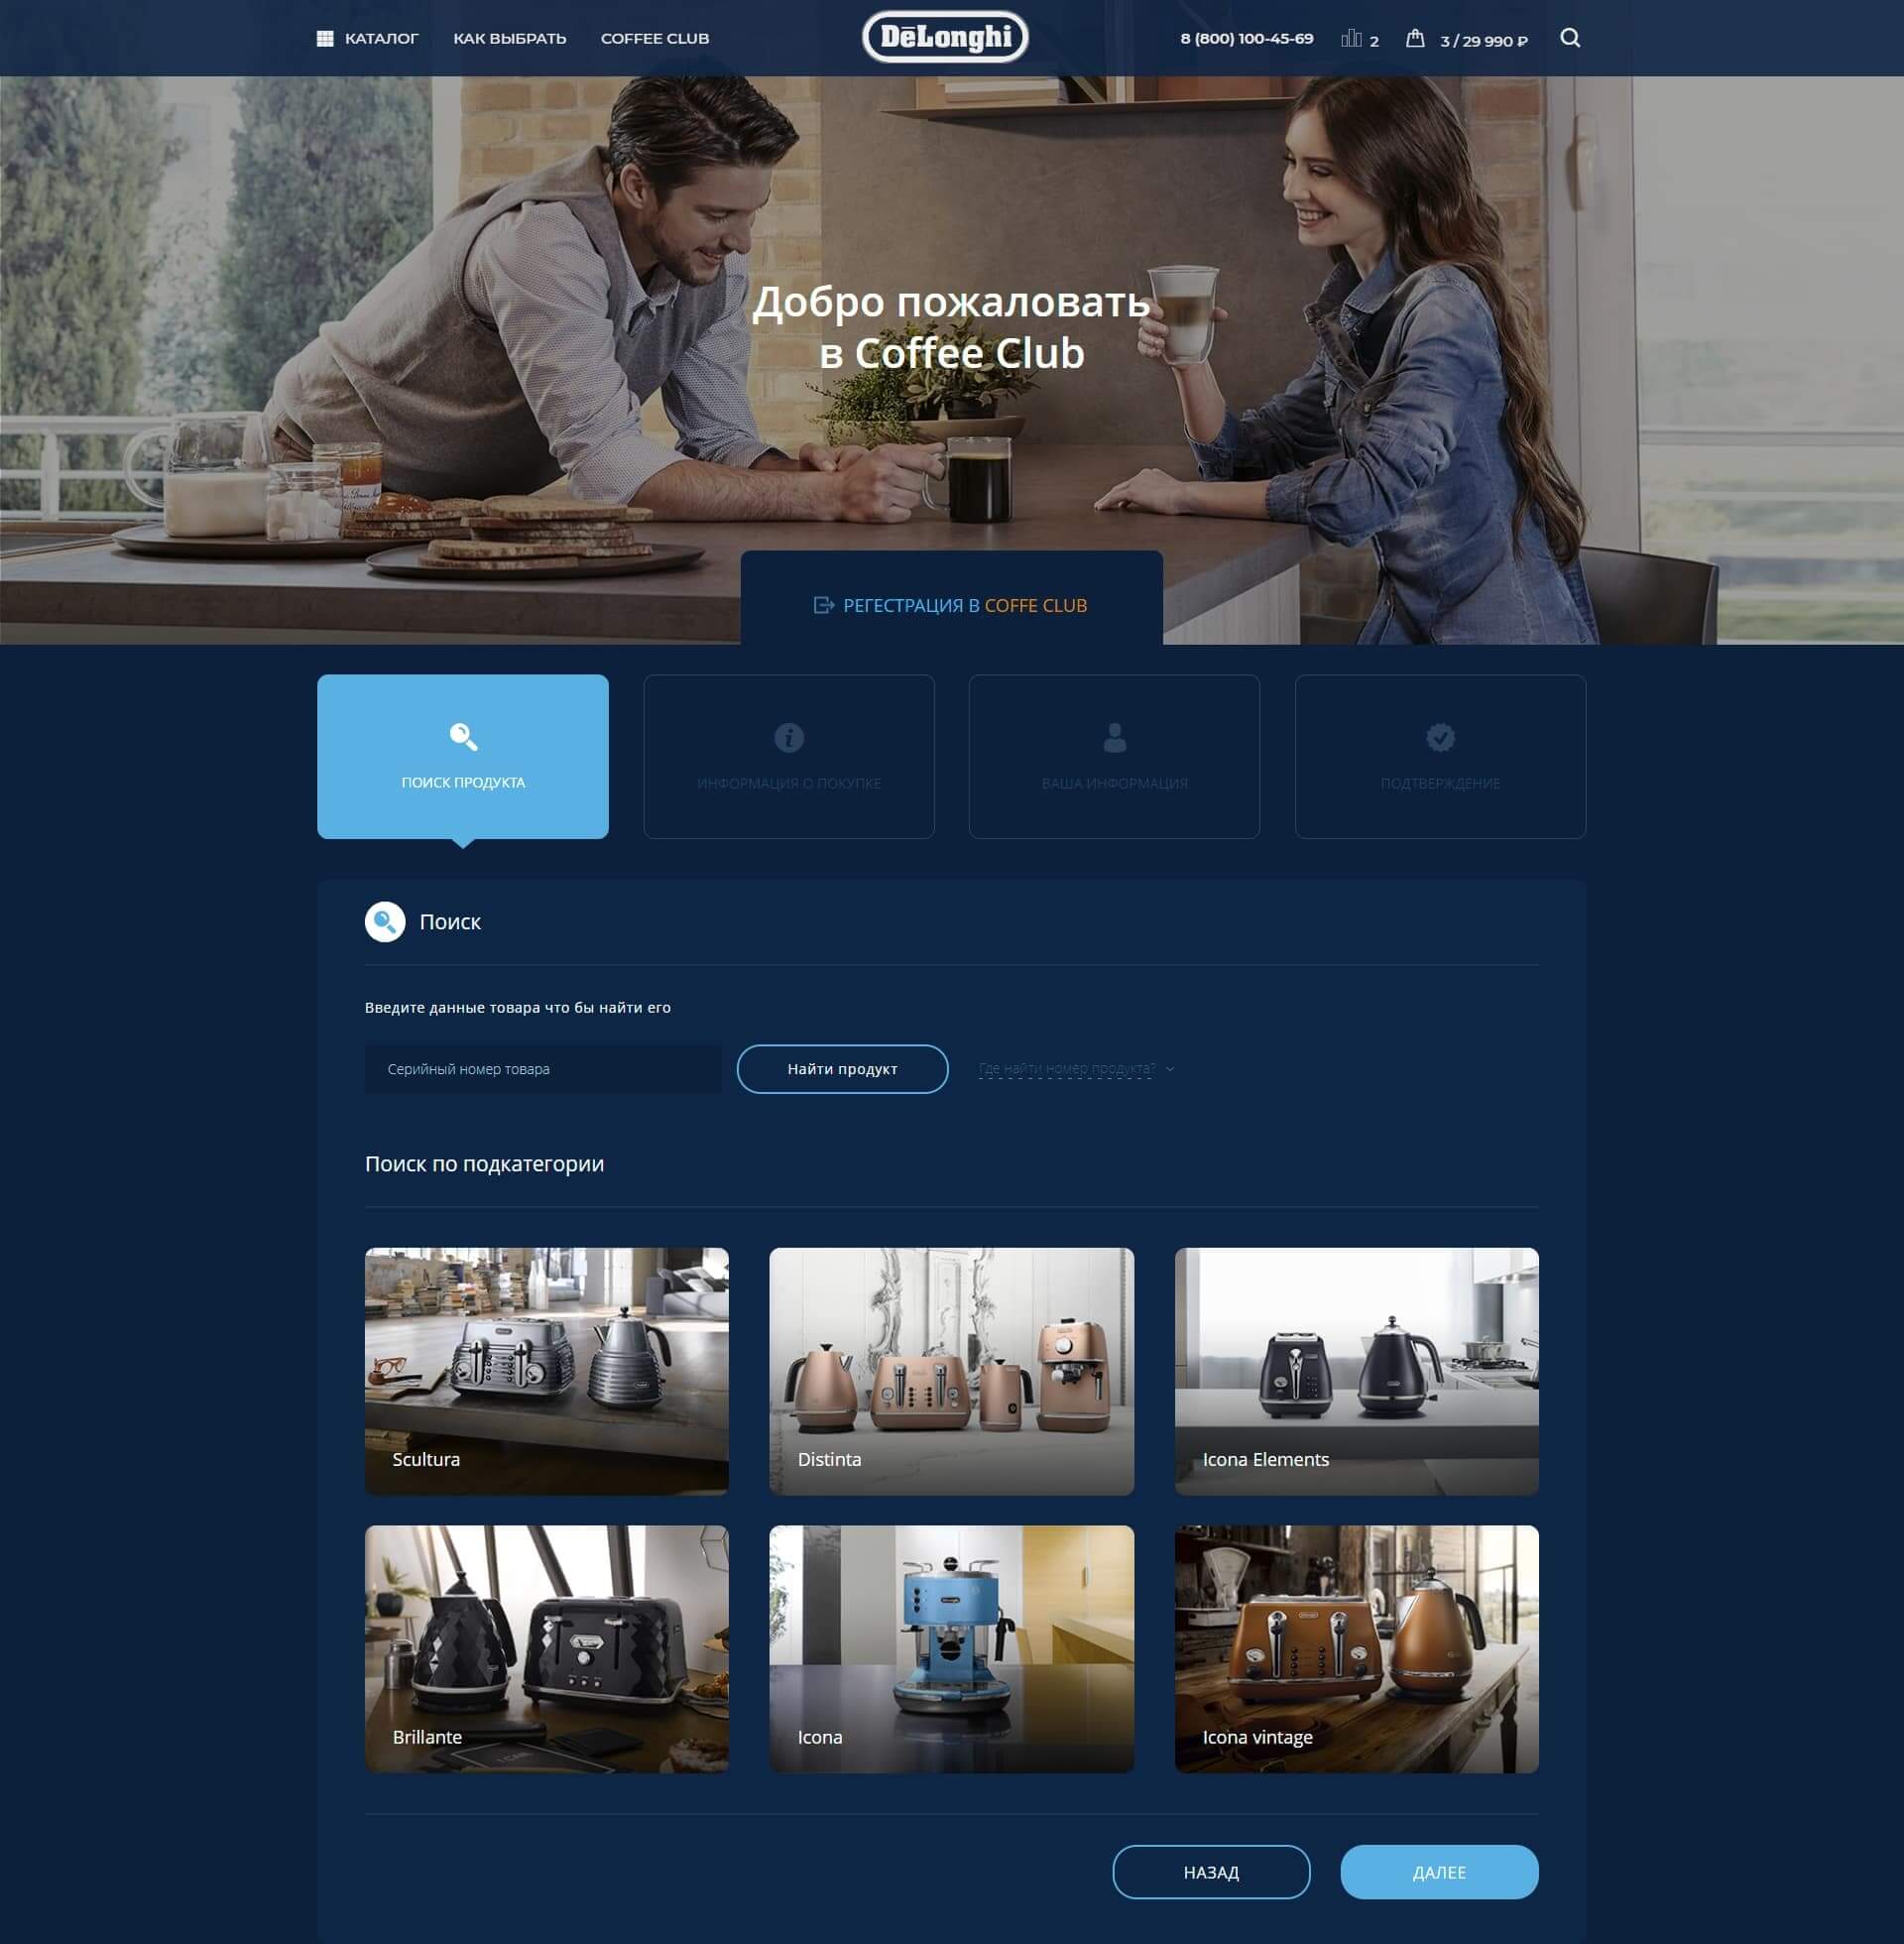 КАТАЛОГ
КАК ВЫБРАТЬ
COFFEE CLUB
DēLonghi
8 (800) 100-45-69
2
3 / 29 990 ₽
Добро пожаловать
в Coffee Club
РЕГЕСТРАЦИЯ В COFFE CLUB
ПОИСК ПРОДУКТА
ИНФОРМАЦИЯ О ПОКУПКЕ
ВАША ИНФОРМАЦИЯ
ПОДТВЕРЖДЕНИЕ
Поиск
Введите данные товара что бы найти его
Серийный номер товара
Найти продукт
Где найти номер продукта?
Поиск по подкатегории
Scultura
Distinta
Icona Elements
Brillante
Icona
Icona vintage
НАЗАД
ДАЛЕЕ